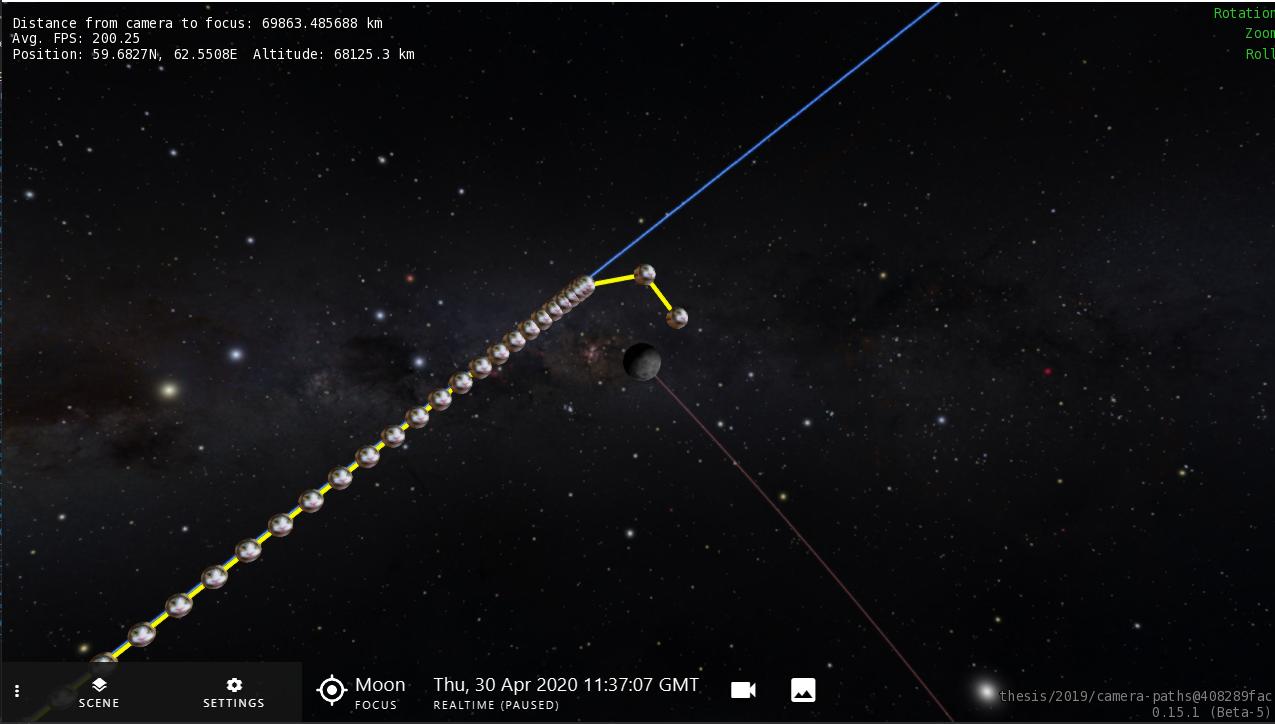 Distance from camera to focus: 69863.485688 km
Avg. FPS: 200.25
Position: 59.6827N, 62.5508E  Altitude: 68125.3 km
Rotation
Zoom
Roll
SCENE
SETTINGS
Moon
FOCUS
Thu, 30 Apr 2020 11:37:07 GMT
REALTIME (PAUSED)
thesis/2019/camera-paths@408289fac
0.15.1 (Beta-5)